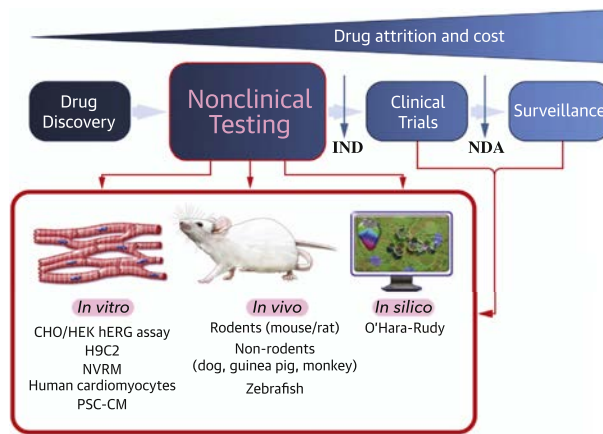 Drug attrition and cost
Drug
Discovery
Nonclinical
Testing
IND
Clinical
Trials
NDA
Surveillance
In vitro
CHO/HEK hERG assay
H9C2
NVRM
Human cardiomyocytes
PSC-CM
In vivo
Rodents (mouse/rat)
Non-rodents
(dog, guinea pig, monkey)
Zebrafish
In silico
O'Hara-Rudy